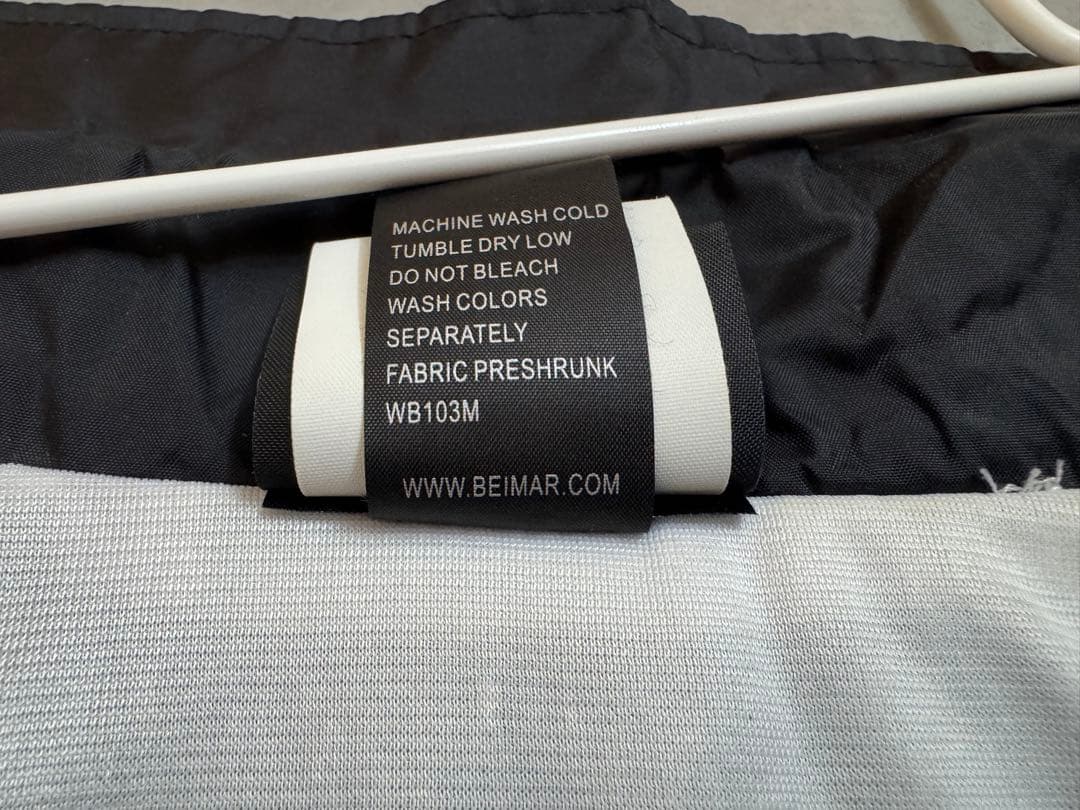 MACHINE WASH COLD
TUMBLE DRY LOW
DO NOT BLEACH
WASH COLORS
SEPARATELY
FABRIC PRESHRUNK
WB103M
WWW.BEIMAR.COM